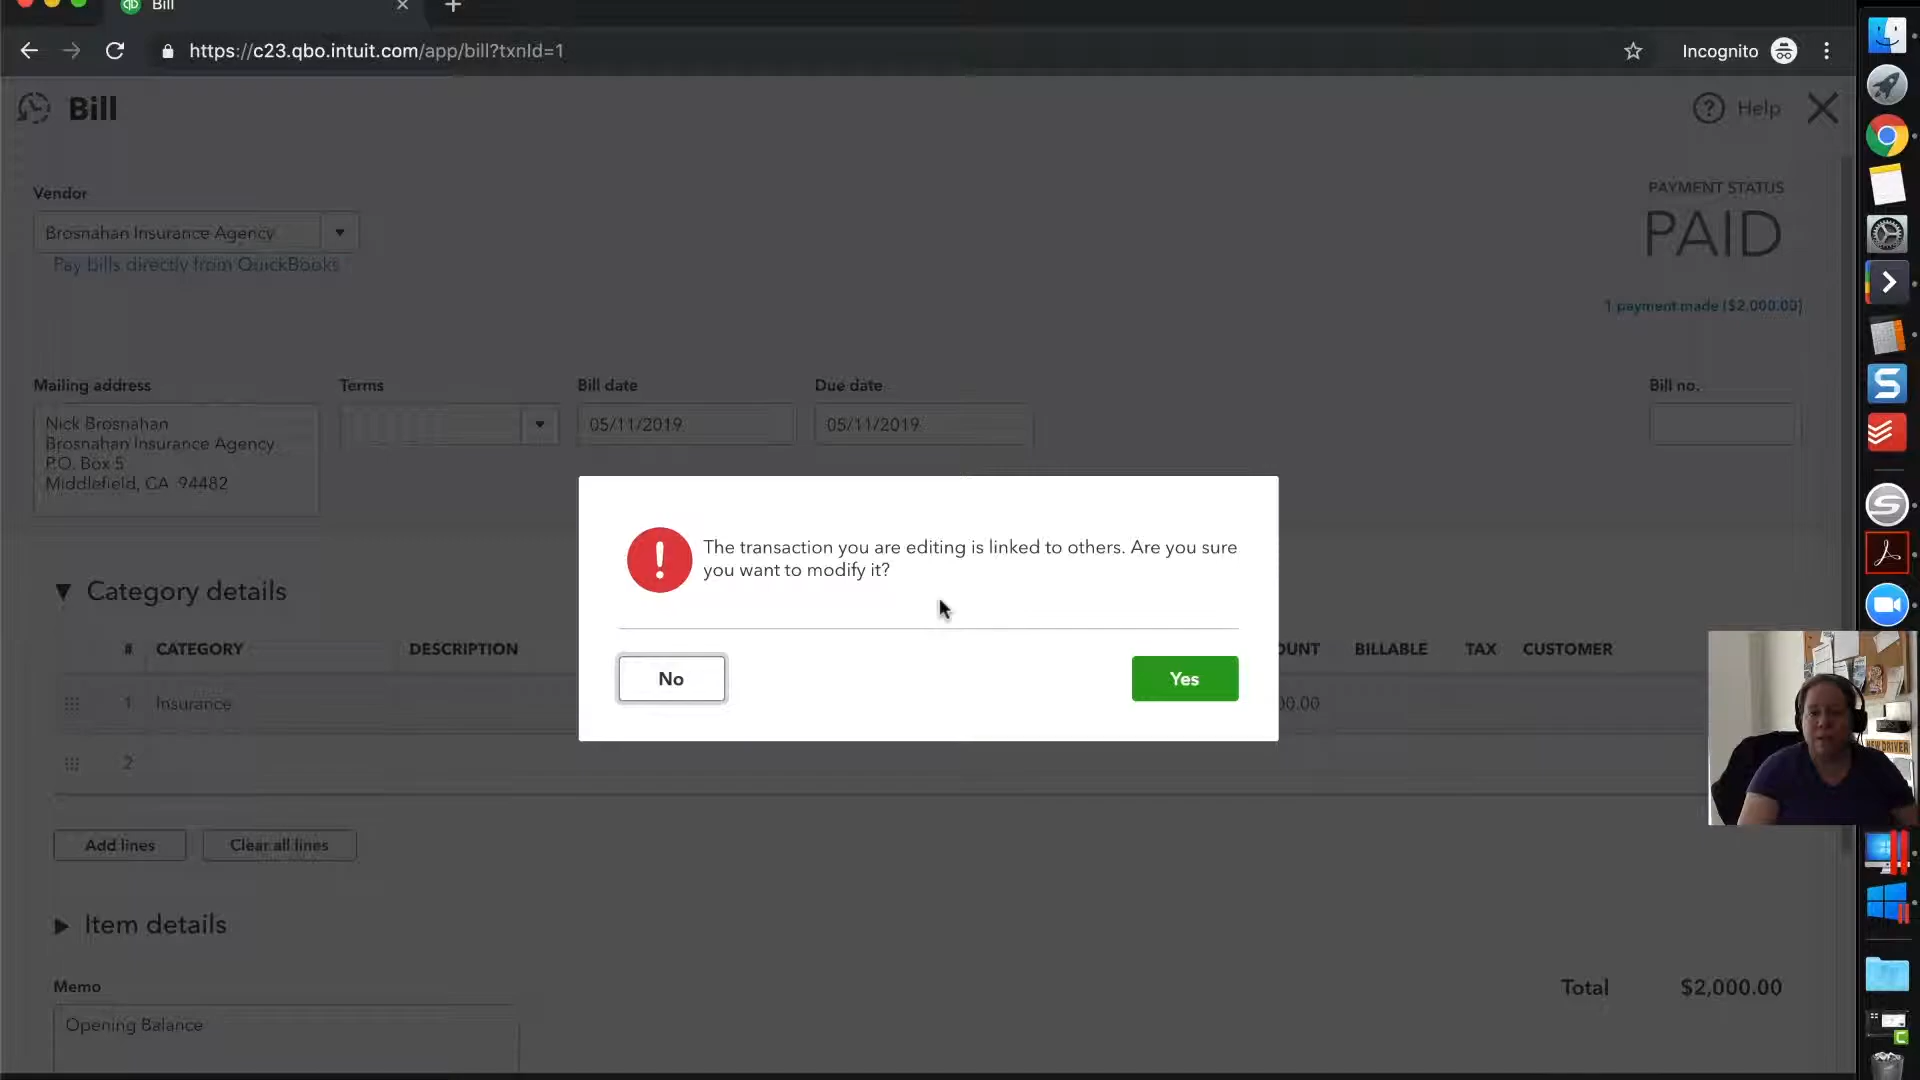 Bill
https://c23.qbo.intuit.com/app/bill?txnId=1
Incognito
Bill
Help
Vendor
PAYMENT STATUS
Brosnahan Insurance Agency
PAID
Pay bills directly from QuickBooks
1 payment made ($2,000.00)
Mailing address
Terms
Bill date
Due date
Bill no.
Nick Brosnahan
Brosnahan Insurance Agency
P.O. Box 5
Middlefield, CA 94482
05/11/2019
05/11/2019
The transaction you are editing is linked to others. Are you sure
you want to modify it?
No
Yes
Category details
# CATEGORY DESCRIPTION
OUNT BILLABLE TAX CUSTOMER
1 Insurance
00.00
2
NEW DRIVER
Add lines
Clear all lines
Item details
Memo
Total $2,000.00
Opening Balance